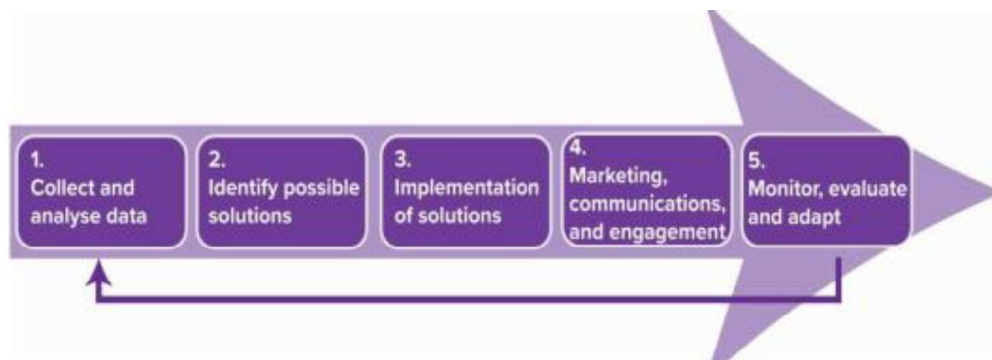 1.
Collect and
analyse data
2.
Identify possible
solutions
3.
Implementation
of solutions
4.
Marketing,
communications,
and engagement
5.
Monitor, evaluate
and adapt